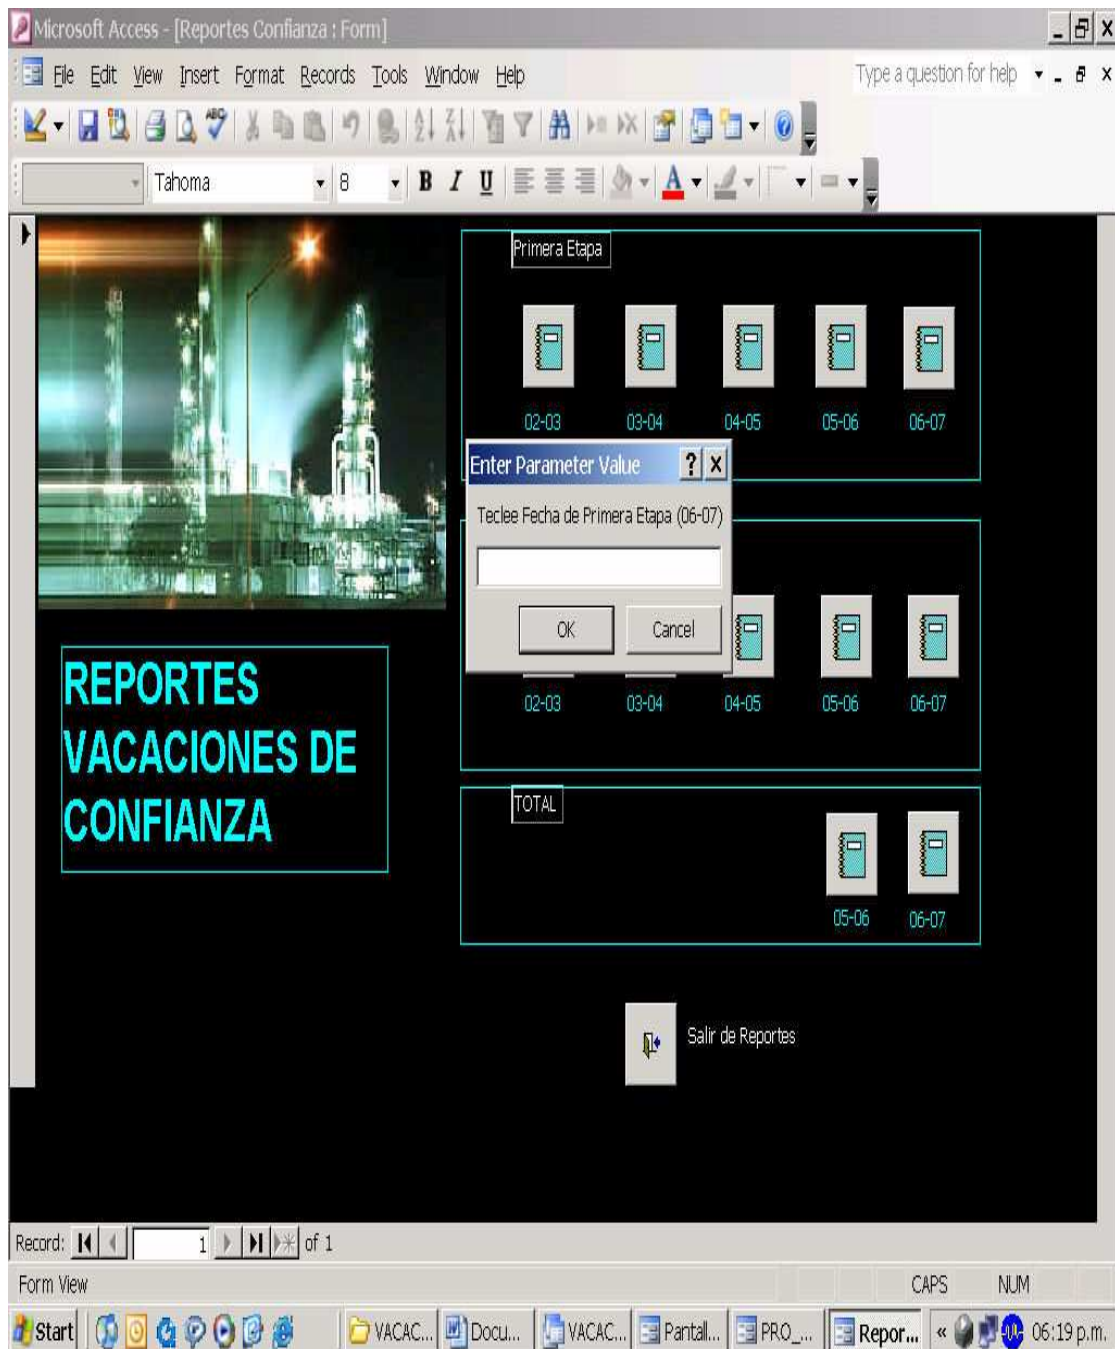 Microsoft Access - [Reportes Confianza : Form]
File Edit View Insert Format Records Tools Window Help
Type a question for help
Tahoma 8 B I U A
Primera Etapa
02-03 03-04 04-05 05-06 06-07
Enter Parameter Value
Teclee Fecha de Primera Etapa (06-07)
OK Cancel
02-03 03-04 04-05 05-06 06-07
REPORTES
VACACIONES DE
CONFIANZA
TOTAL
05-06 06-07
Salir de Reportes
Record: 1 of 1
Form View
CAPS NUM
Start VACAC... Docu... VACAC... Pantall... PRO_... Repor... « 06:19 p.m.